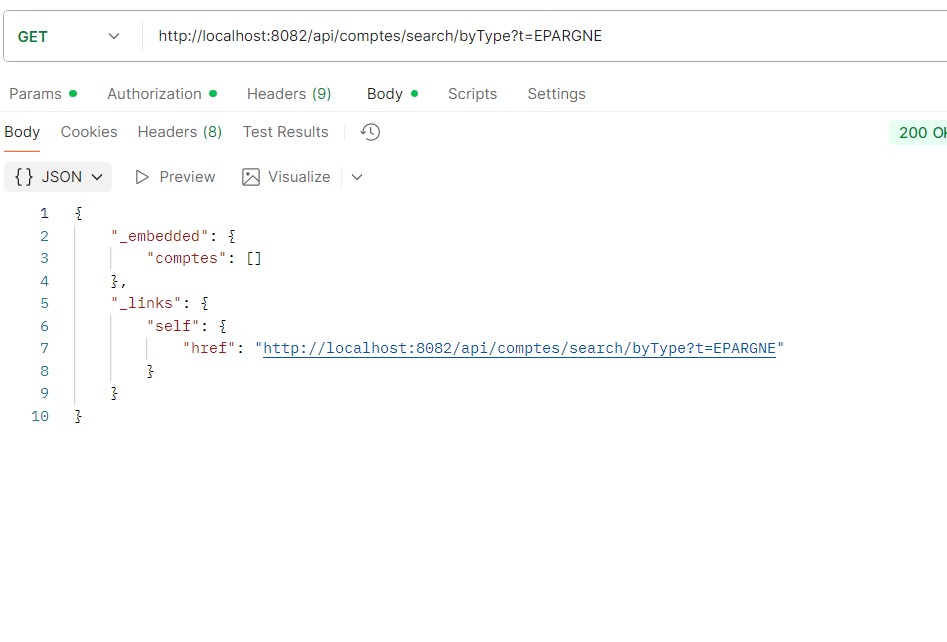 GET http://localhost:8082/api/comptes/search/byType?t=EPARGNE
Params Authorization Headers (9) Body Scripts Settings
Body Cookies Headers (8) Test Results 200 OK
{} JSON Preview Visualize
1 {
2 "_embedded": {
3 "comptes": []
4 },
5 "_links": {
6 "self": {
7 "href": "http://localhost:8082/api/comptes/search/byType?t=EPARGNE"
8 }
9 }
10 }